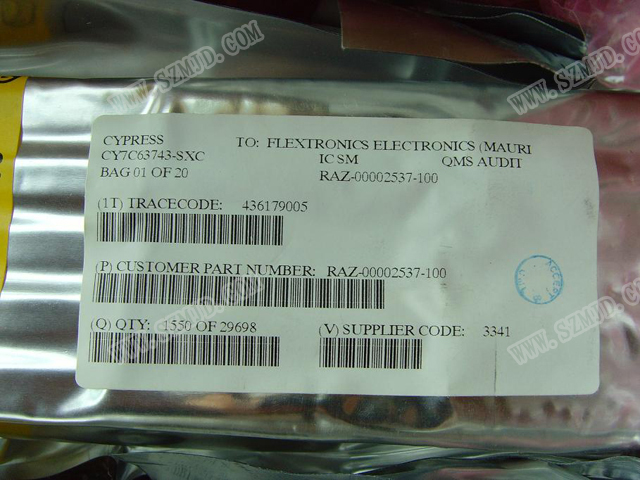 CYPRESS TO: FLEXTRONICS ELECTRONICS (MAURI
CY7C63743-SXC IC SM QMS AUDIT
BAG 01 OF 20 RAZ-00002537-100
(1T) TRACECODE: 436179005
(P) CUSTOMER PART NUMBER: RAZ-00002537-100
(Q) QTY: 1550 OF 29698 (V) SUPPLIER CODE: 3341
WWW.SZMJD.COM
WWW.SZMJD.COM
WWW.SZMJD.COM
WWW.SZMJD.COM